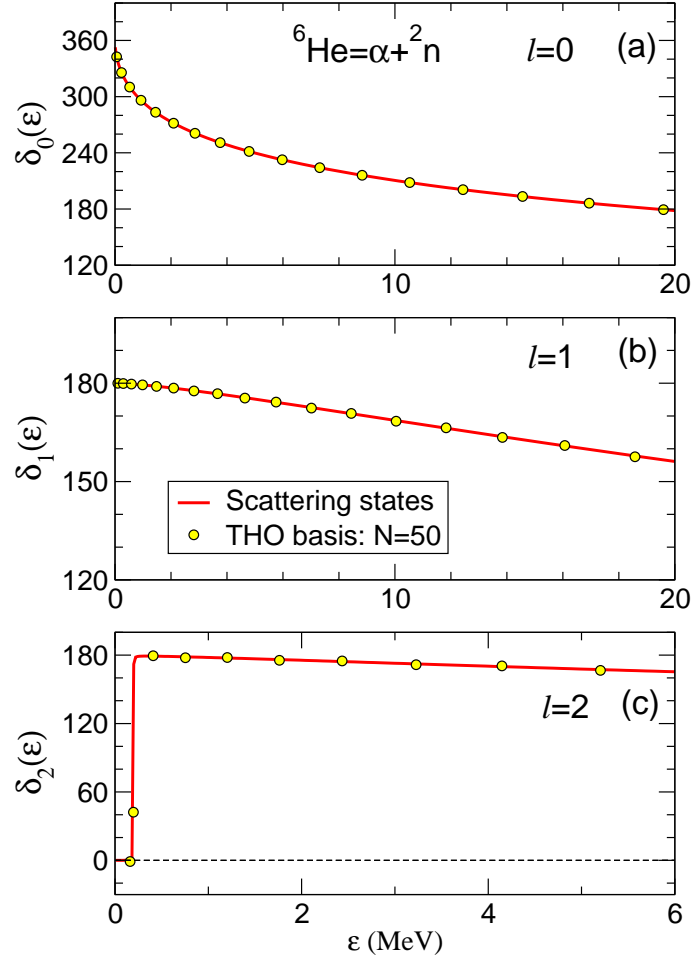 ⁶He=α+²n l=0 (a)
360
300
240
180
120
δ₀(ε)
0 10 20
l=1 (b)
180
150
120
δ₁(ε)
Scattering states
THO basis: N=50
0 10 20
180
120
60
0
δ₂(ε)
l=2 (c)
0 2 4 6
ε (MeV)